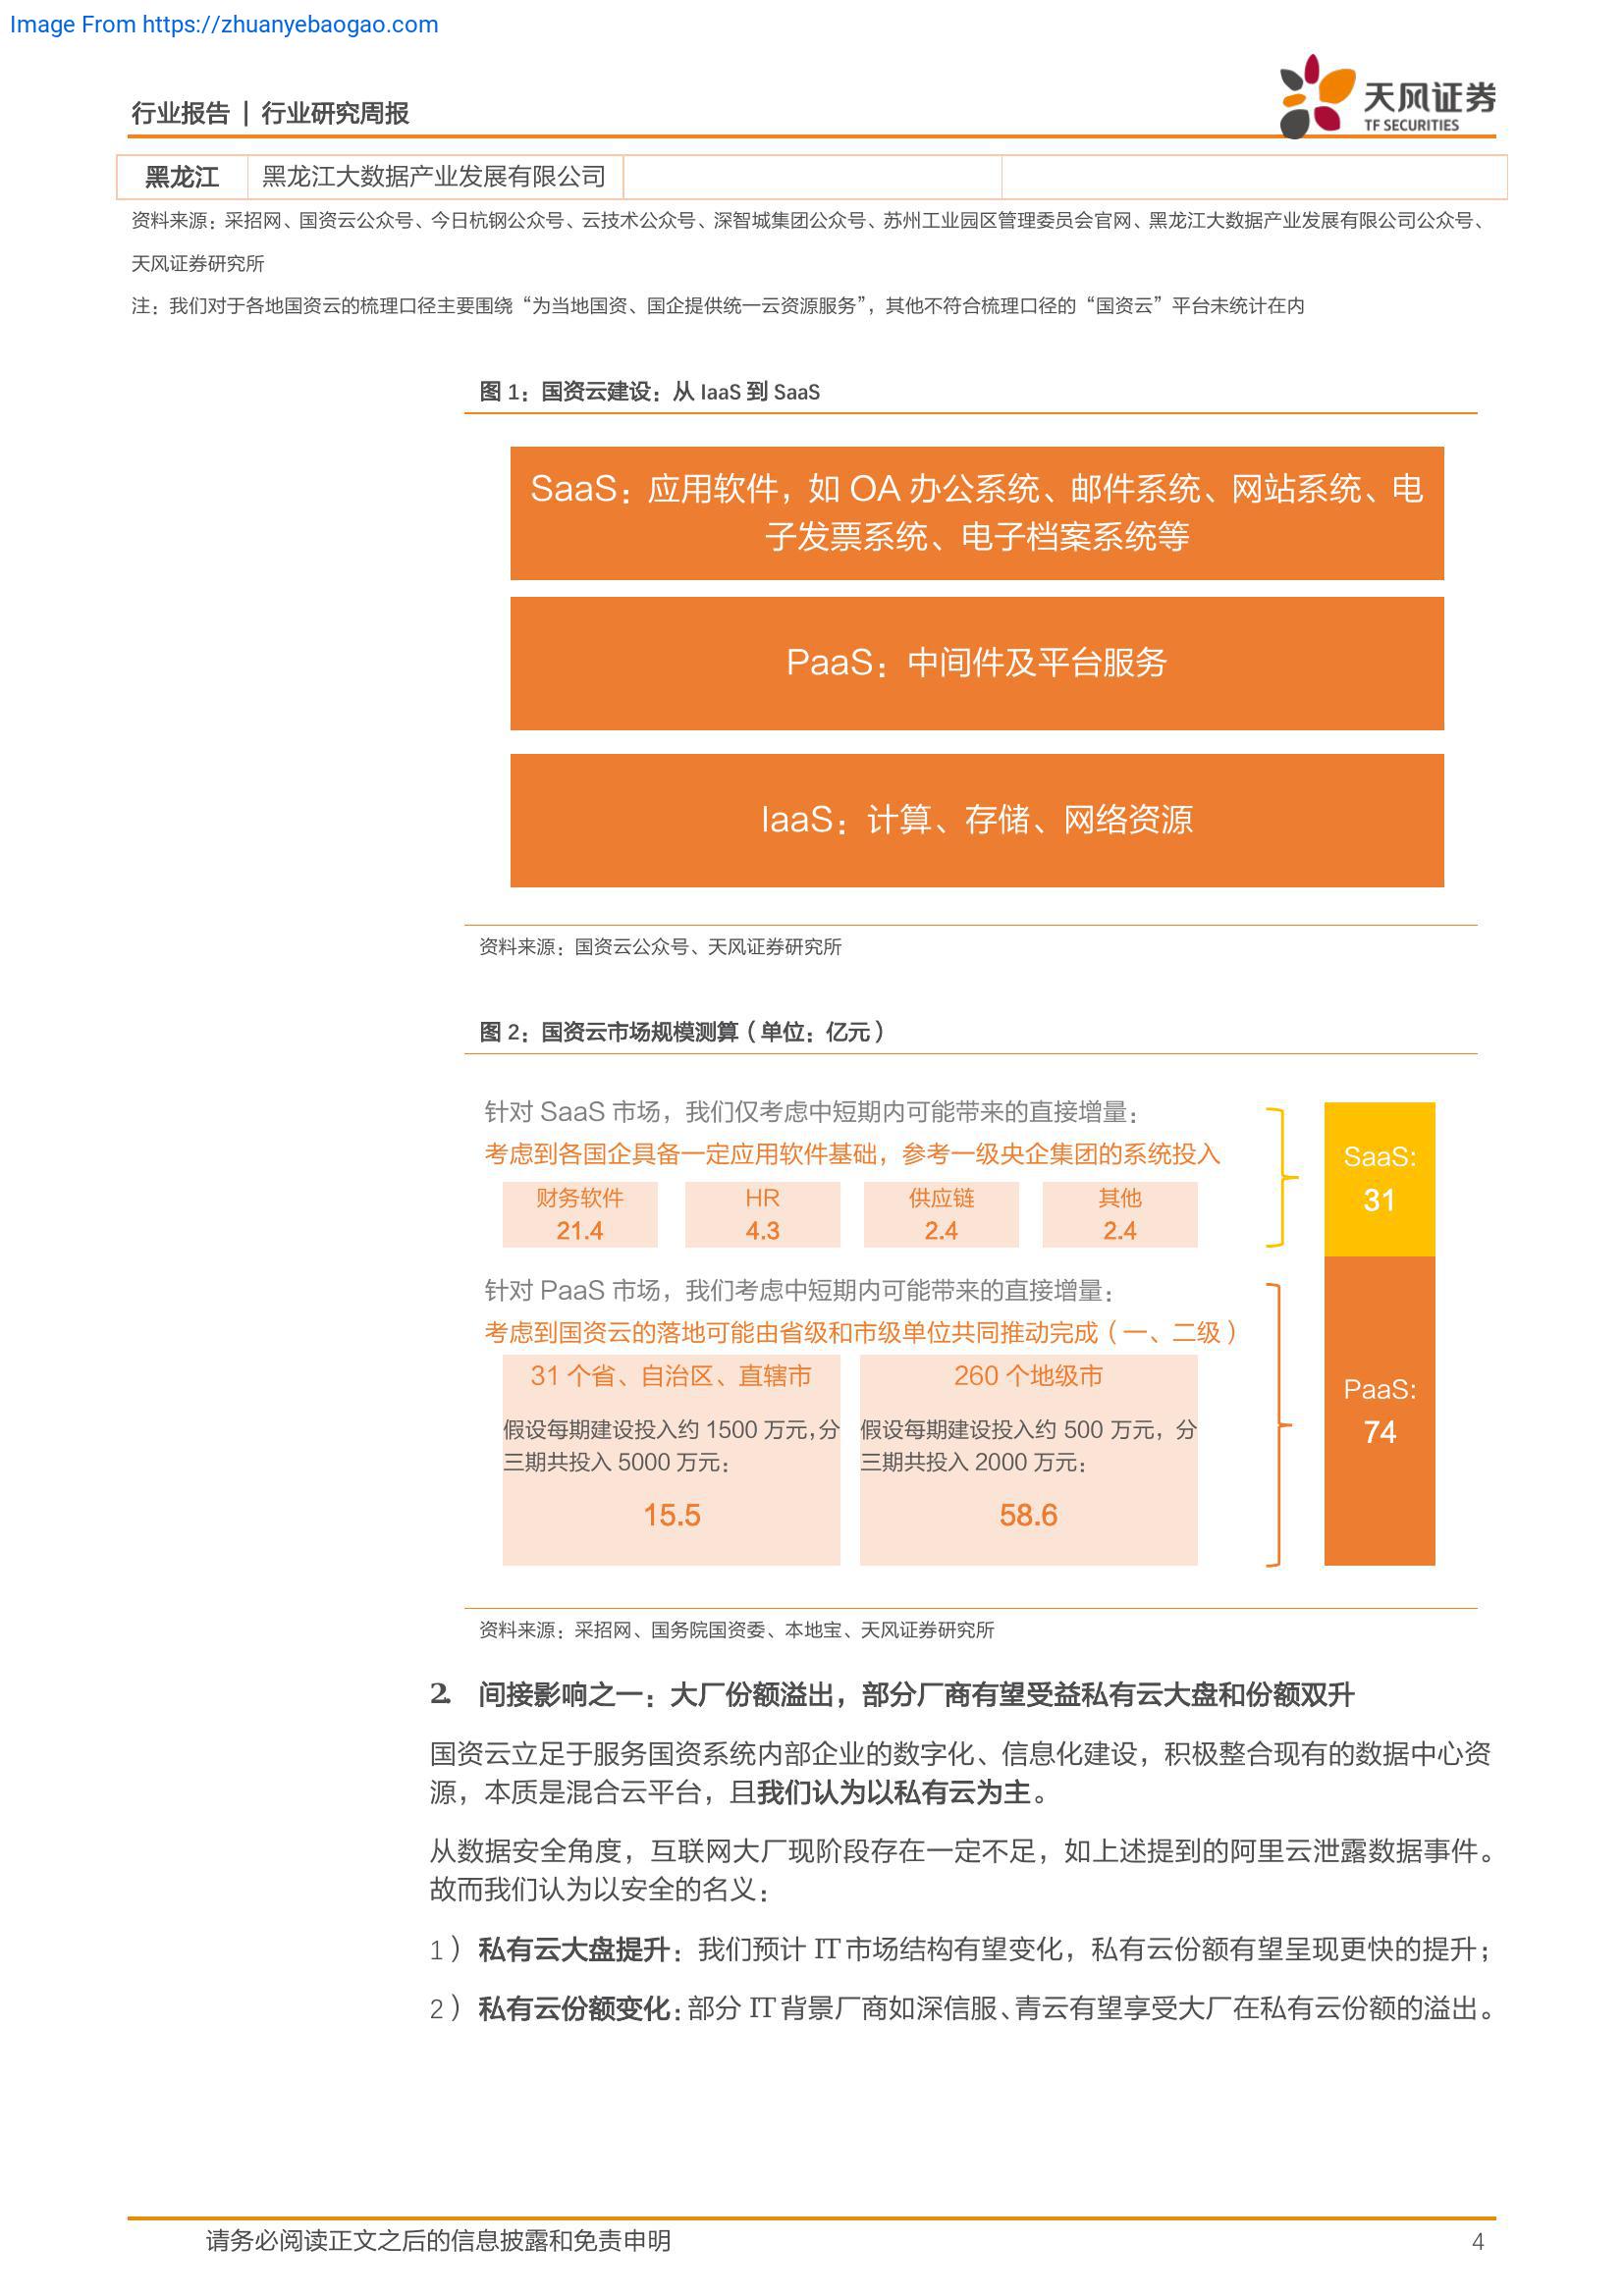 Image From https://zhuanyebaogao.com
行业报告 | 行业研究周报
天风证券
TF SECURITIES
黑龙江 黑龙江大数据产业发展有限公司
资料来源：采招网、国资云公众号、今日杭钢公众号、云技术公众号、深智城集团公众号、苏州工业园区管理委员会官网、黑龙江大数据产业发展有限公司公众号、
天风证券研究所
注：我们对于各地国资云的梳理口径主要围绕“为当地国资、国企提供统一云资源服务”，其他不符合梳理口径的“国资云”平台未统计在内
图 1：国资云建设：从 IaaS 到 SaaS
SaaS：应用软件，如 OA 办公系统、邮件系统、网站系统、电
子发票系统、电子档案系统等
PaaS：中间件及平台服务
IaaS：计算、存储、网络资源
资料来源：国资云公众号、天风证券研究所
图 2：国资云市场规模测算（单位：亿元）
针对 SaaS 市场，我们仅考虑中短期内可能带来的直接增量：
考虑到各国企具备一定应用软件基础，参考一级央企集团的系统投入
财务软件 HR 供应链 其他
21.4 4.3 2.4 2.4
SaaS:
31
针对 PaaS 市场，我们考虑中短期内可能带来的直接增量：
考虑到国资云的落地可能由省级和市级单位共同推动完成（一、二级）
31 个省、自治区、直辖市
假设每期建设投入约 1500 万元，分
三期共投入 5000 万元：
15.5
260 个地级市
假设每期建设投入约 500 万元，分
三期共投入 2000 万元：
58.6
PaaS:
74
资料来源：采招网、国务院国资委、本地宝、天风证券研究所
2. 间接影响之一：大厂份额溢出，部分厂商有望受益私有云大盘和份额双升
国资云立足于服务国资系统内部企业的数字化、信息化建设，积极整合现有的数据中心资
源，本质是混合云平台，且我们认为以私有云为主。
从数据安全角度，互联网大厂现阶段存在一定不足，如上述提到的阿里云泄露数据事件。
故而我们认为以安全的名义：
1）私有云大盘提升：我们预计 IT 市场结构有望变化，私有云份额有望呈现更快的提升；
2）私有云份额变化：部分 IT 背景厂商如深信服、青云有望享受大厂在私有云份额的溢出。
请务必阅读正文之后的信息披露和免责申明 4